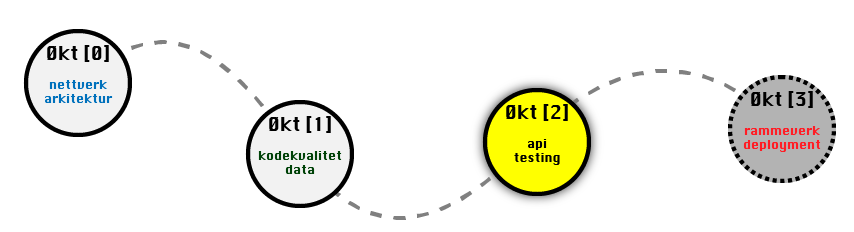 Økt [0]
nettverk
arkitektur
Økt [1]
kodekvalitet
data
Økt [2]
api
testing
Økt [3]
rammeverk
deployment